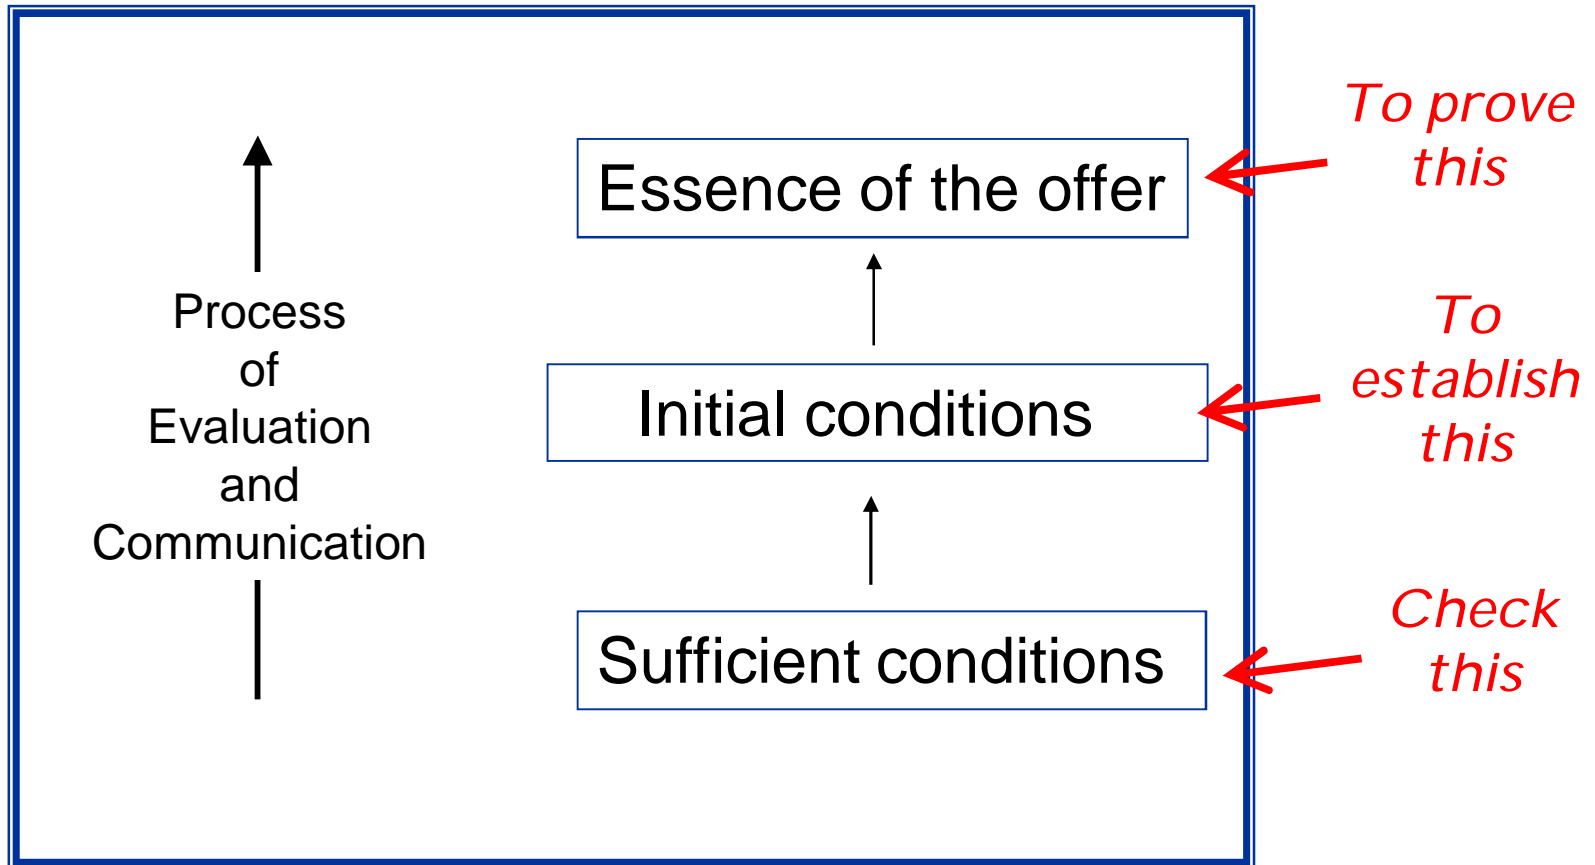 To prove
this
Essence of the offer
Process
of
Evaluation
and
Communication
To
establish
this
Initial conditions
Check
this
Sufficient conditions